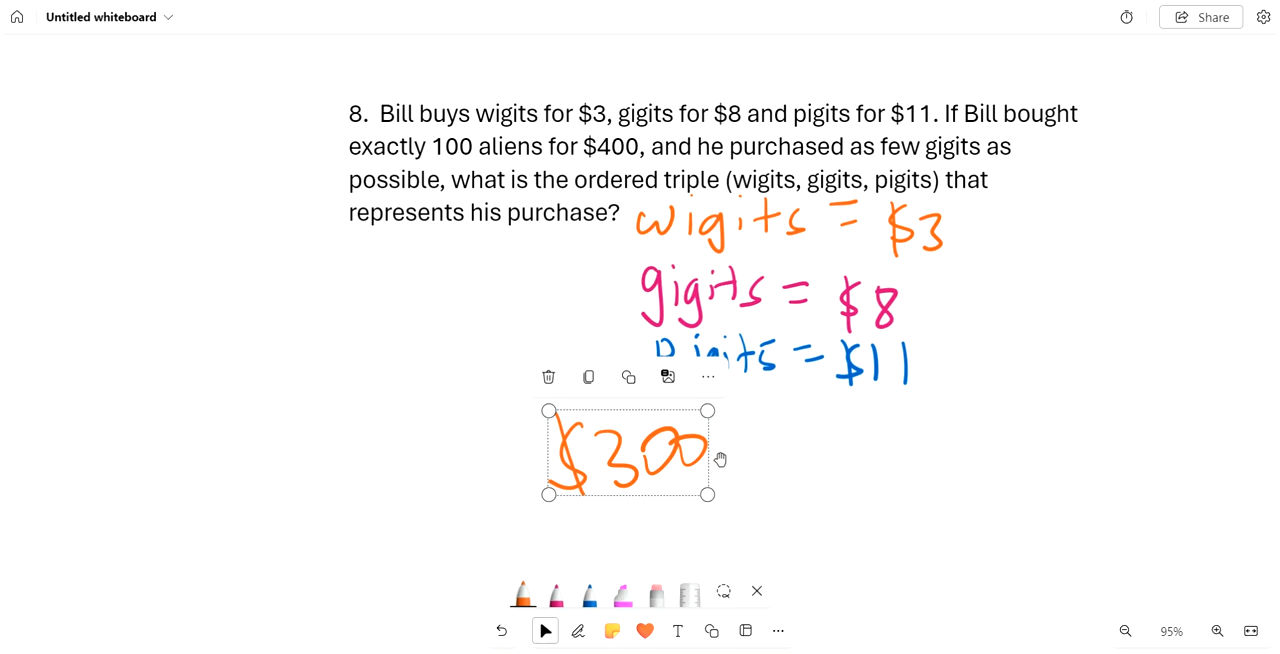 Untitled whiteboard
Share
8. Bill buys wigits for $3, gigits for $8 and pigits for $11. If Bill bought
exactly 100 aliens for $400, and he purchased as few gigits as
possible, what is the ordered triple (wigits, gigits, pigits) that
represents his purchase?
wigits = $3
gigits = $8
pigits = $11
$300
T
95%